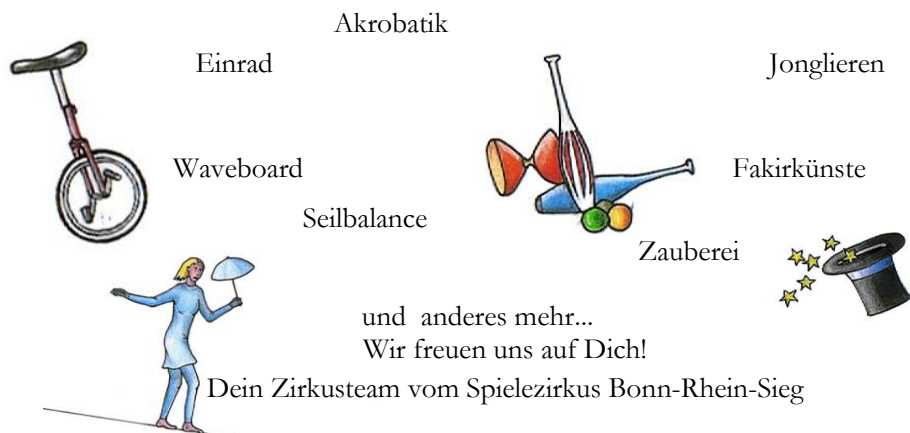 Akrobatik
Einrad
Jonglieren
Waveboard
Fakirkünste
Seilbalance
Zauberei
und  anderes mehr...
Wir freuen uns auf Dich!
Dein Zirkusteam vom Spielezirkus Bonn-Rhein-Sieg